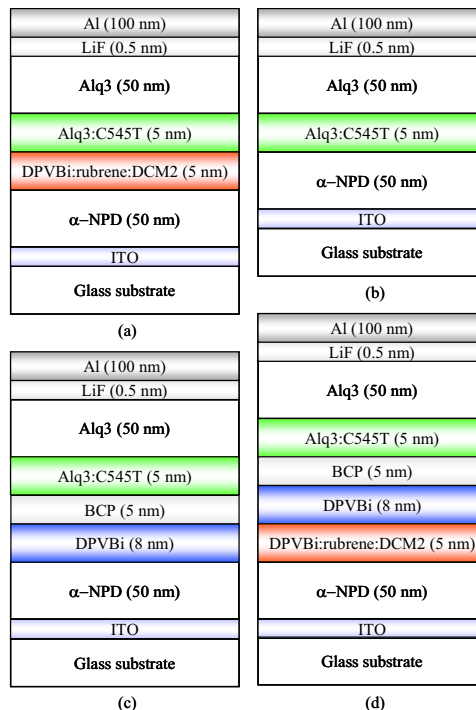 Al (100 nm)
LiF (0.5 nm)
Alq3 (50 nm)
Alq3:C545T (5 nm)
DPVBi:rubrene:DCM2 (5 nm)
α−NPD (50 nm)
ITO
Glass substrate
(a)
Al (100 nm)
LiF (0.5 nm)
Alq3 (50 nm)
Alq3:C545T (5 nm)
α−NPD (50 nm)
ITO
Glass substrate
(b)
Al (100 nm)
LiF (0.5 nm)
Alq3 (50 nm)
Alq3:C545T (5 nm)
BCP (5 nm)
DPVBi (8 nm)
α−NPD (50 nm)
ITO
Glass substrate
(c)
Al (100 nm)
LiF (0.5 nm)
Alq3 (50 nm)
Alq3:C545T (5 nm)
BCP (5 nm)
DPVBi (8 nm)
DPVBi:rubrene:DCM2 (5 nm)
α−NPD (50 nm)
ITO
Glass substrate
(d)